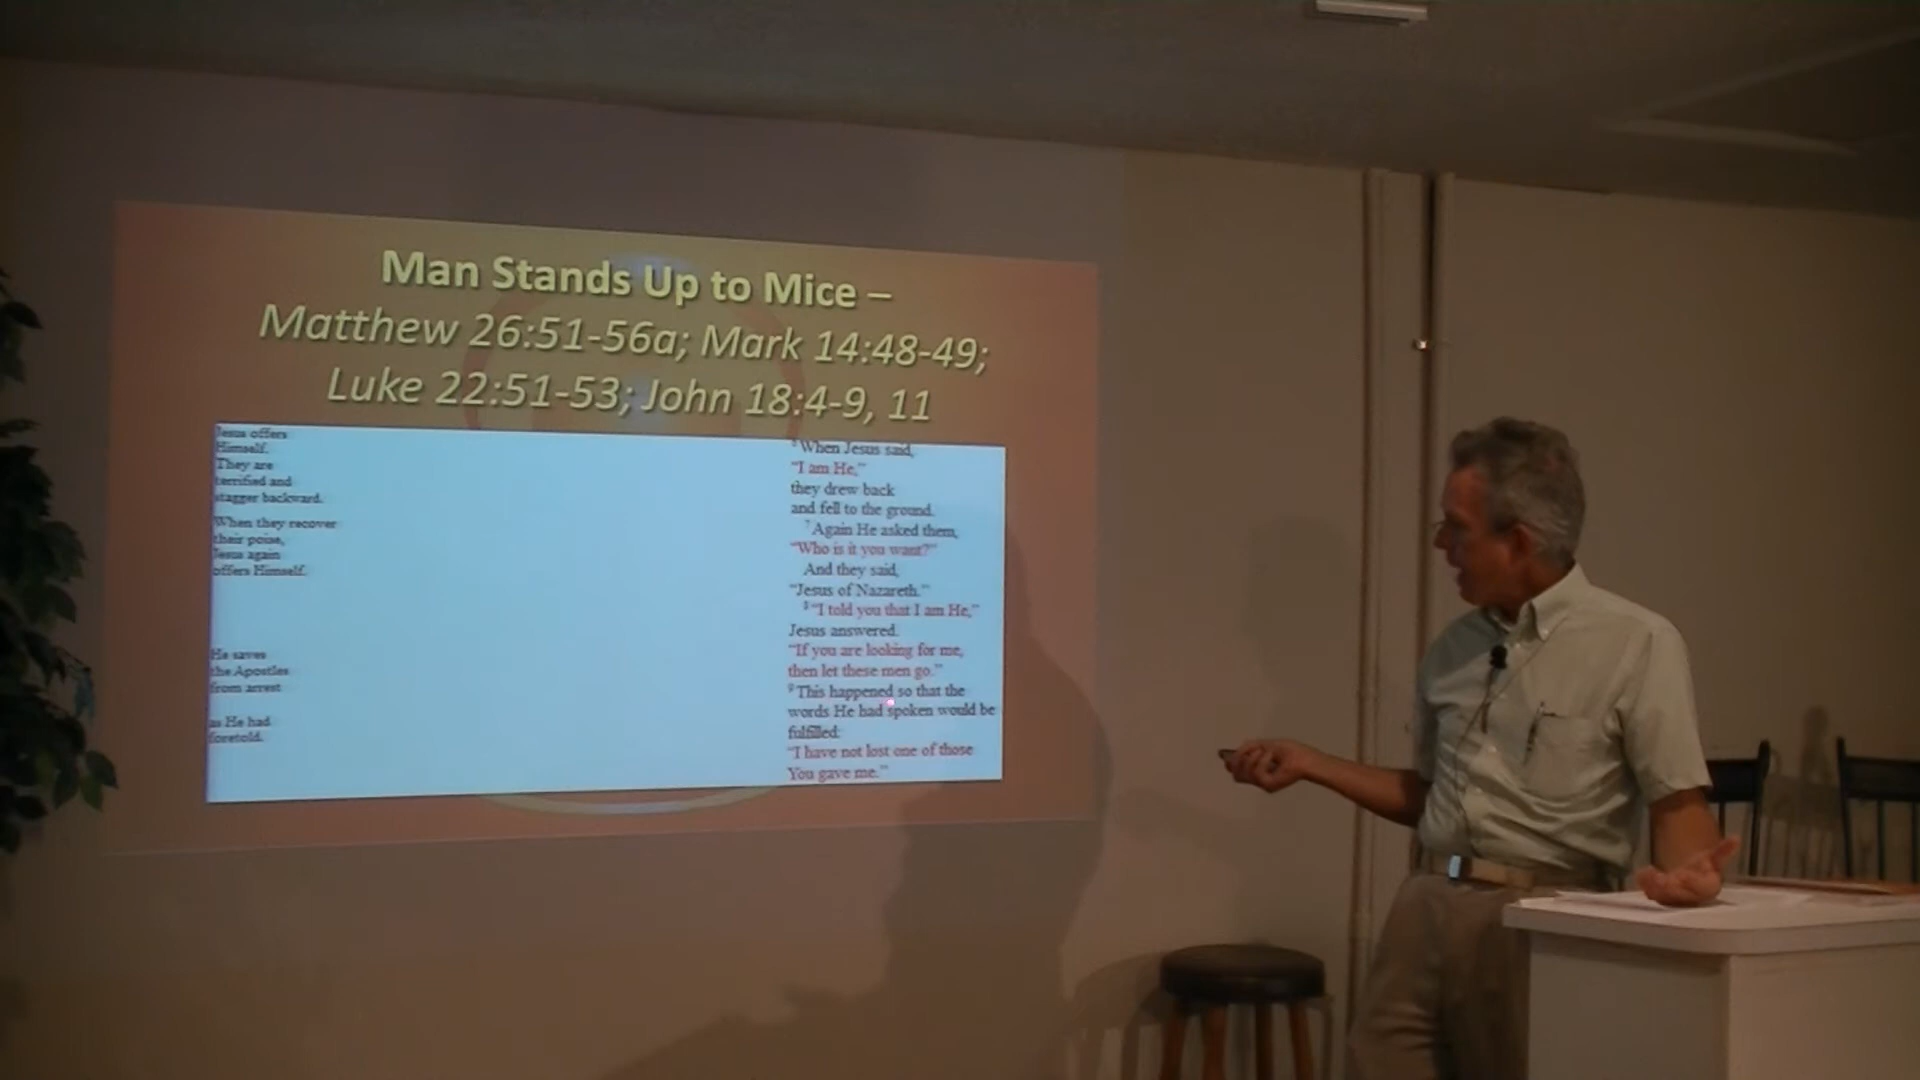 Man Stands Up to Mice –
Matthew 26:51-56a; Mark 14:48-49;
Luke 22:51-53; John 18:4-9, 11
Jesus offers
Himself.
They are
terrified and
stagger backward.
When they recover
their poise,
Jesus again
offers Himself.
He saves
the Apostles
from arrest
as He had
foretold.
When Jesus said,
“I am He,”
they drew back
and fell to the ground.
7 Again He asked them,
“Who is it you want?”
And they said,
“Jesus of Nazareth.”
8 “I told you that I am He,”
Jesus answered.
“If you are looking for me,
then let these men go.”
9 This happened so that the
words He had spoken would be
fulfilled:
“I have not lost one of those
You gave me.”